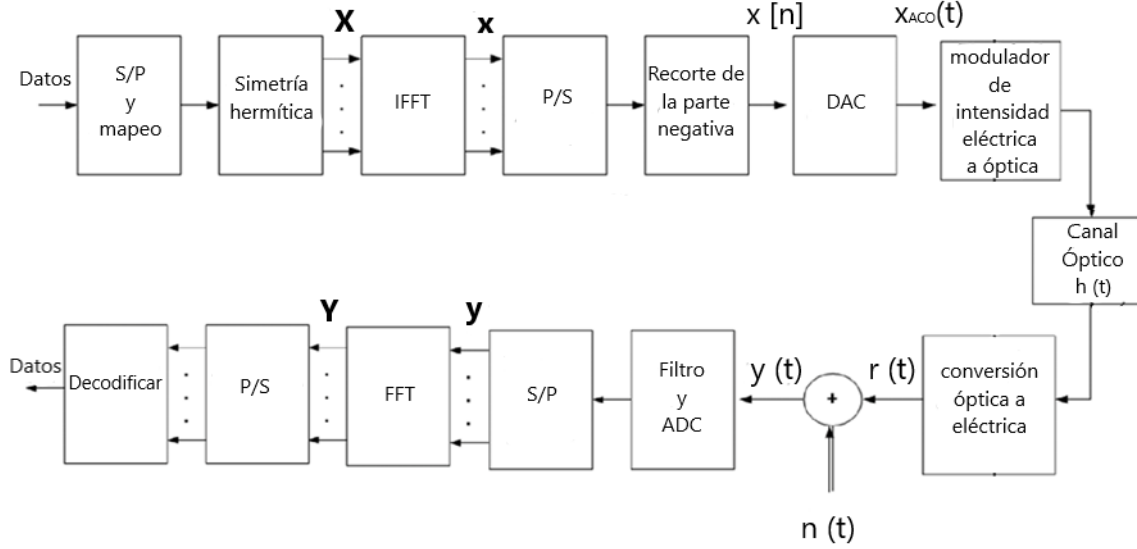 Datos
S/P
y
mapeo
Simetría
hermítica
X
IFFT
x
P/S
Recorte de
la parte
negativa
x [n]
DAC
xACO(t)
modulador
de
intensidad
eléctrica
a óptica
Canal
Óptico
h (t)
conversión
óptica a
eléctrica
r (t)
+
n (t)
y (t)
Filtro
y
ADC
S/P
y
FFT
Y
P/S
Decodificar
Datos